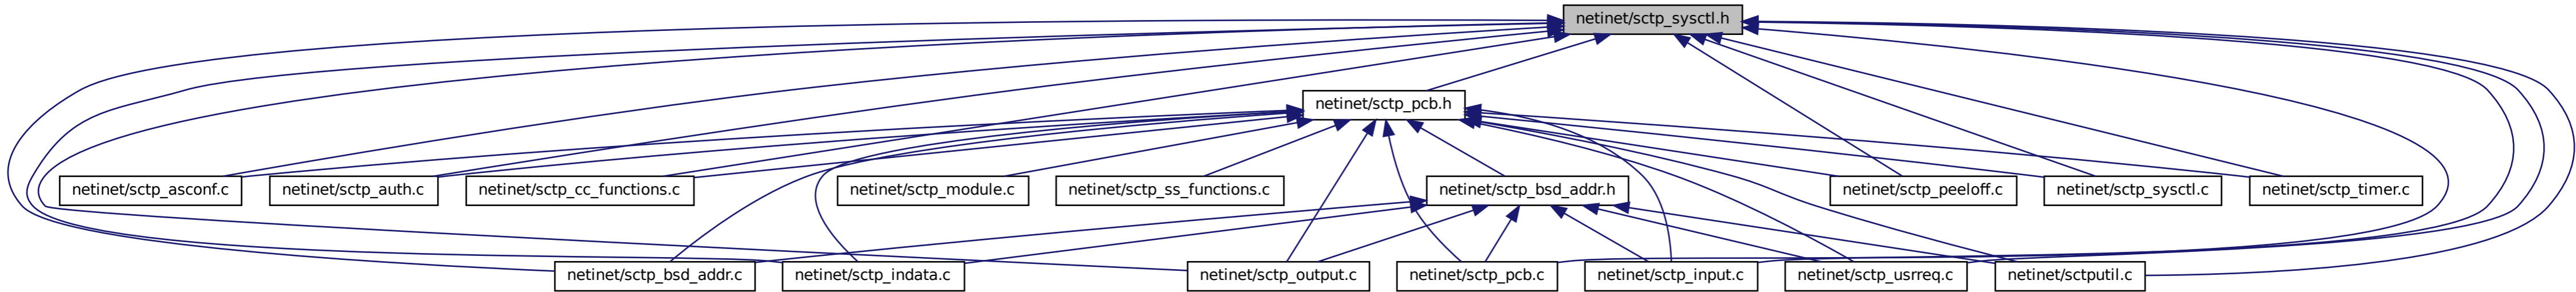 netinet/sctp_sysctl.h
netinet/sctp_pcb.h
netinet/sctp_asconf.c
netinet/sctp_auth.c
netinet/sctp_cc_functions.c
netinet/sctp_module.c
netinet/sctp_ss_functions.c
netinet/sctp_bsd_addr.h
netinet/sctp_peeloff.c
netinet/sctp_sysctl.c
netinet/sctp_timer.c
netinet/sctp_bsd_addr.c
netinet/sctp_indata.c
netinet/sctp_output.c
netinet/sctp_pcb.c
netinet/sctp_input.c
netinet/sctp_usrreq.c
netinet/sctputil.c